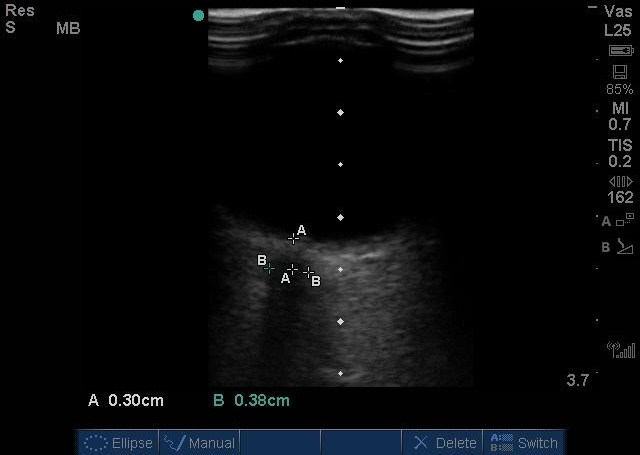 Res
S
MB
Vas
L25
85%
MI
0.7
TIS
0.2
162
A
B
A
B
A
B
3.7
A 0.30cm
B 0.38cm
Ellipse
Manual
Delete
A:
B:
Switch